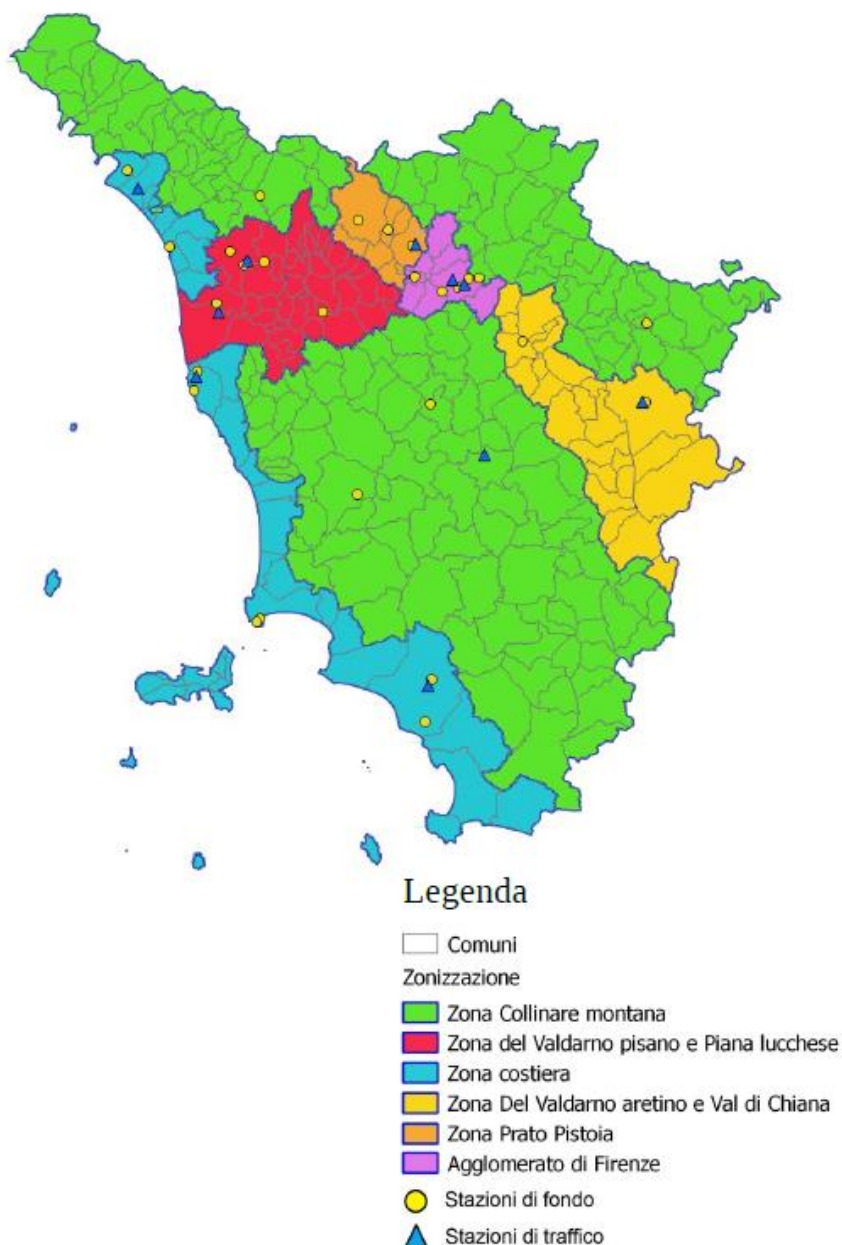 Legenda
Comuni
Zonizzazione
Zona Collinare montana
Zona del Valdarno pisano e Piana lucchese
Zona costiera
Zona Del Valdarno aretino e Val di Chiana
Zona Prato Pistoia
Agglomerato di Firenze
Stazioni di fondo
Stazioni di traffico